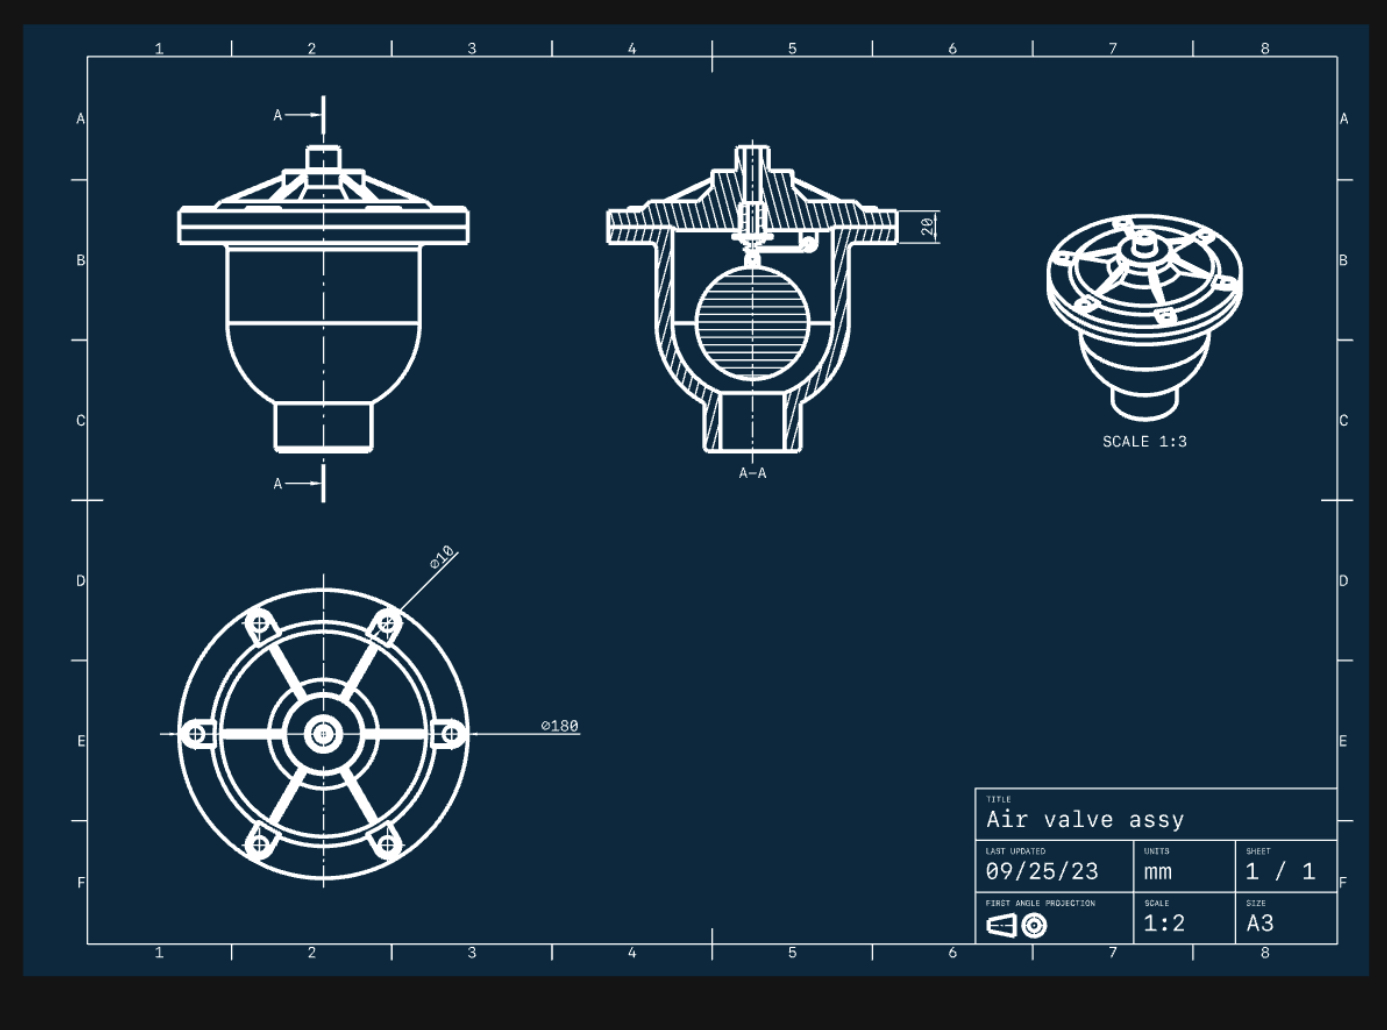 1 2 3 4 5 6 7 8
A A
A
20
B B
SCALE 1:3
C C
A-A
A
D D
⌀10
⌀180
E E
TITLE
Air valve assy
LAST UPDATED UNITS SHEET
09/25/23 mm 1 / 1
F F
FIRST ANGLE PROJECTION SCALE SIZE
1:2 A3
1 2 3 4 5 6 7 8